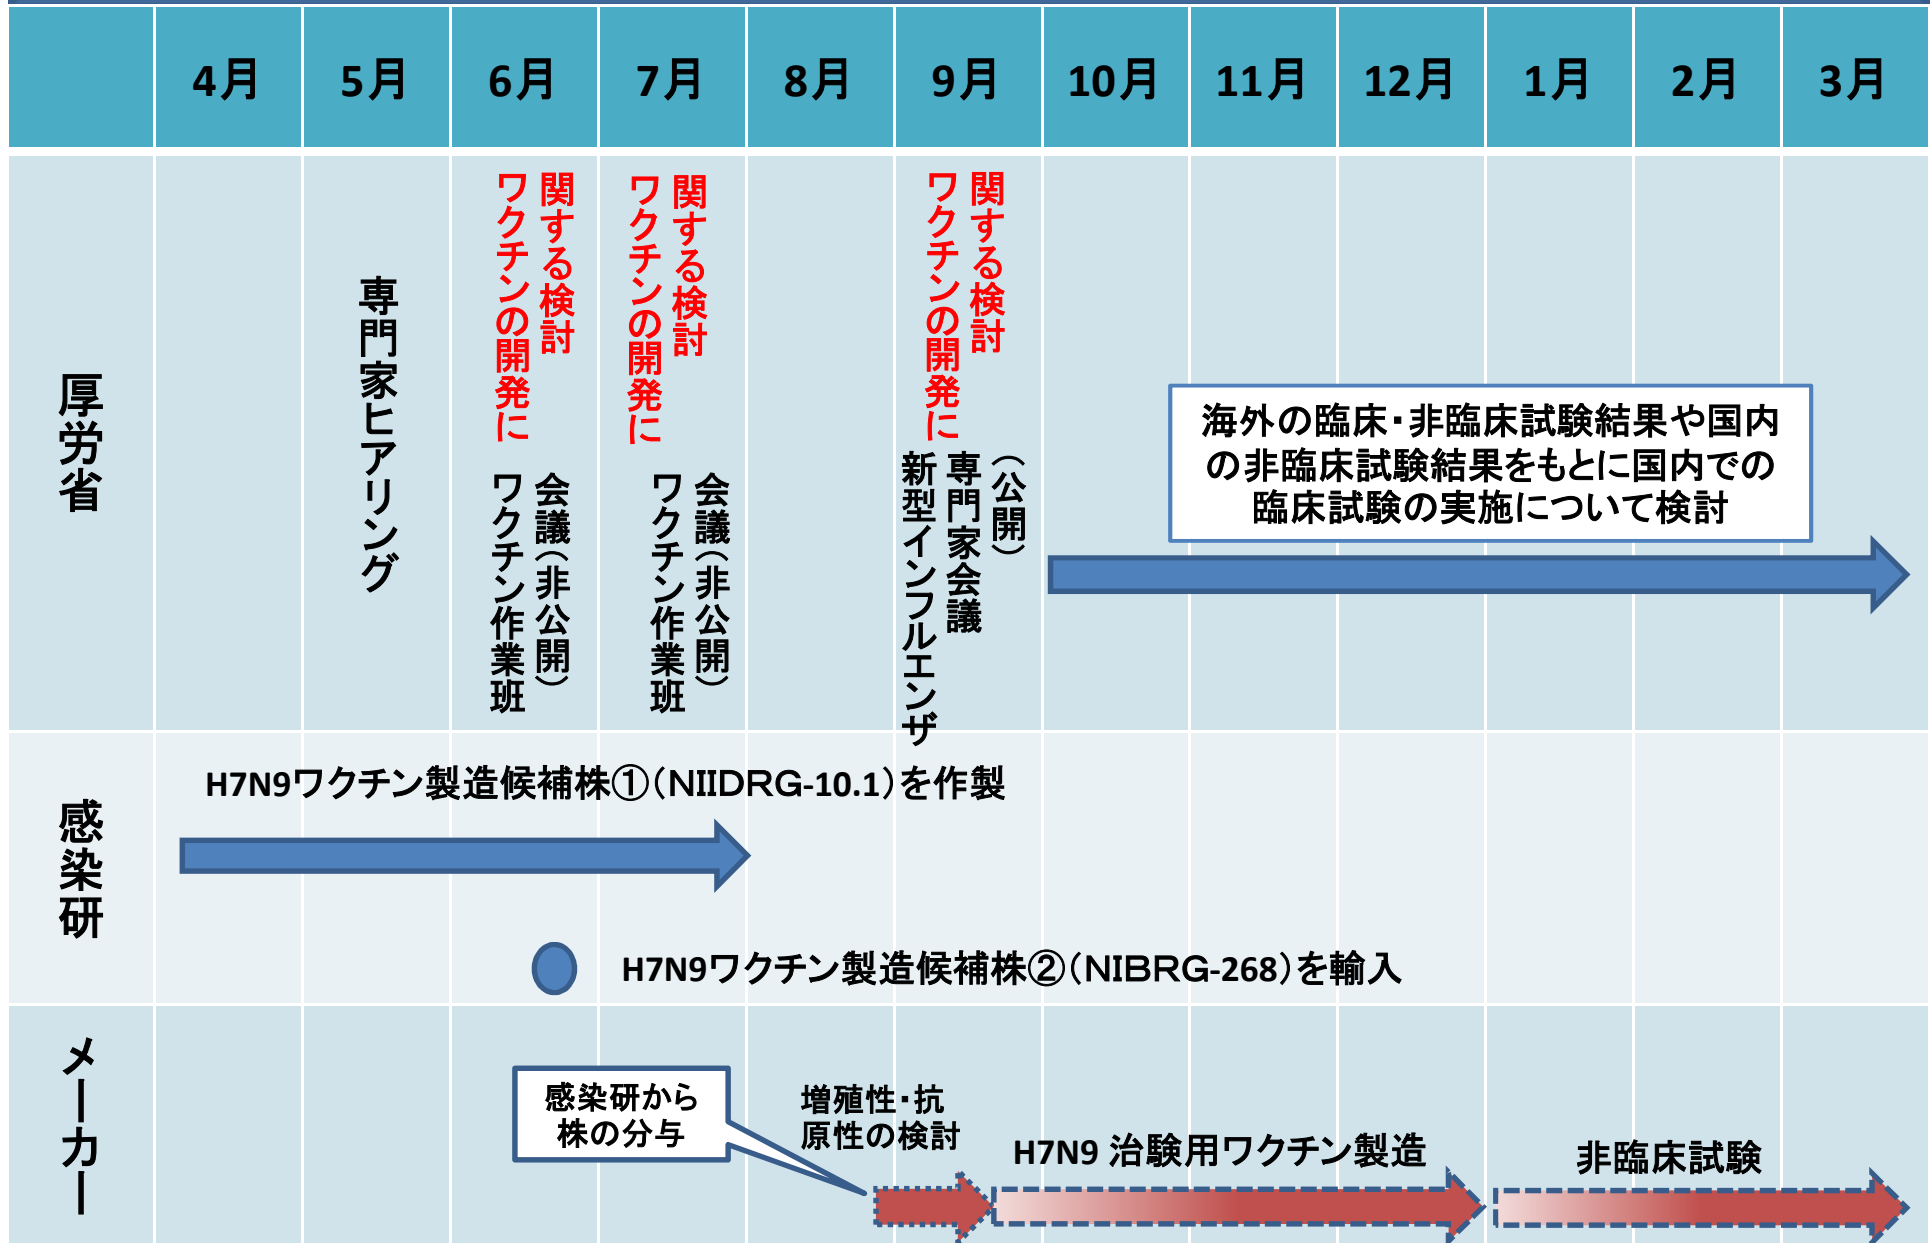 4月
5月
6月
7月
8月
9月
10月
11月
12月
1月
2月
3月
厚労省
専門家ヒアリング
ワクチンの開発に
関する検討
ワクチン作業班
会議（非公開）
ワクチンの開発に
関する検討
ワクチン作業班
会議（非公開）
ワクチンの開発に
関する検討
新型インフルエンザ
専門家会議
（公開）
海外の臨床・非臨床試験結果や国内
の非臨床試験結果をもとに国内での
臨床試験の実施について検討
感染研
H7N9ワクチン製造候補株①（NIIDRG-10.1）を作製
H7N9ワクチン製造候補株②（NIBRG-268）を輸入
メーカー
感染研から
株の分与
増殖性・抗
原性の検討
H7N9 治験用ワクチン製造
非臨床試験